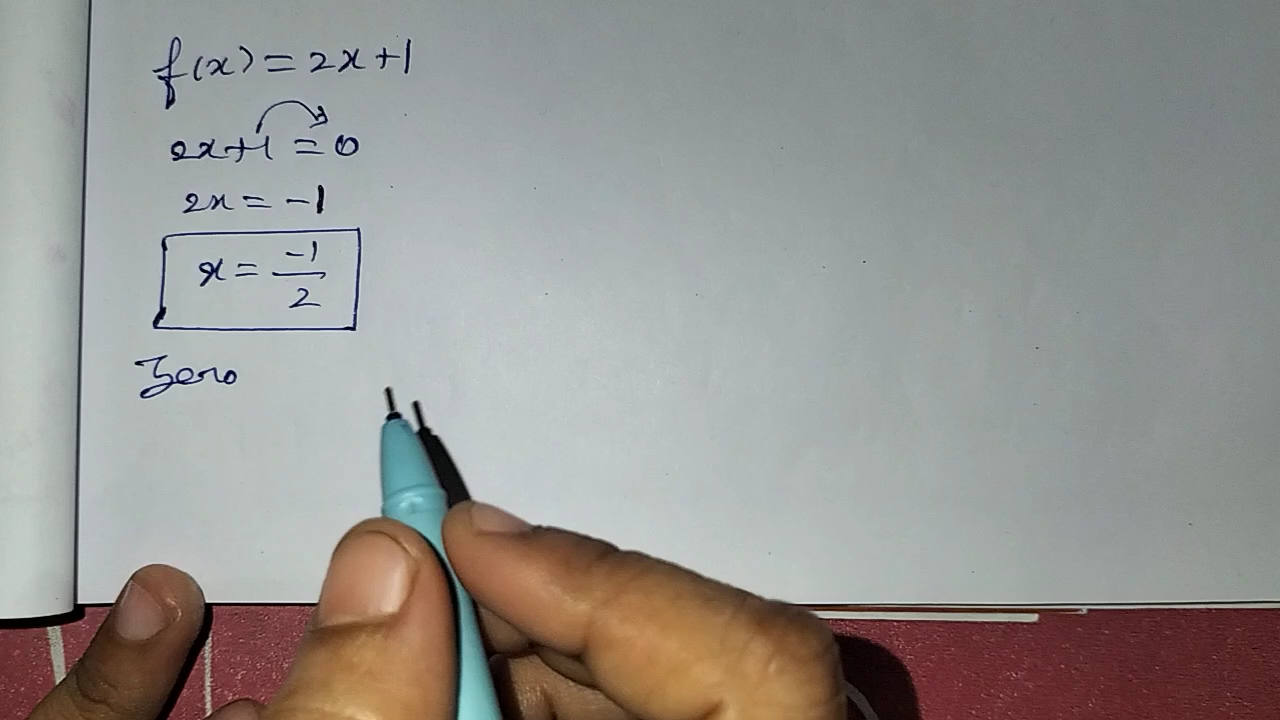 f(x) = 2x+1
2x+1 = 0
2x = -1
x = -1/2
Zero